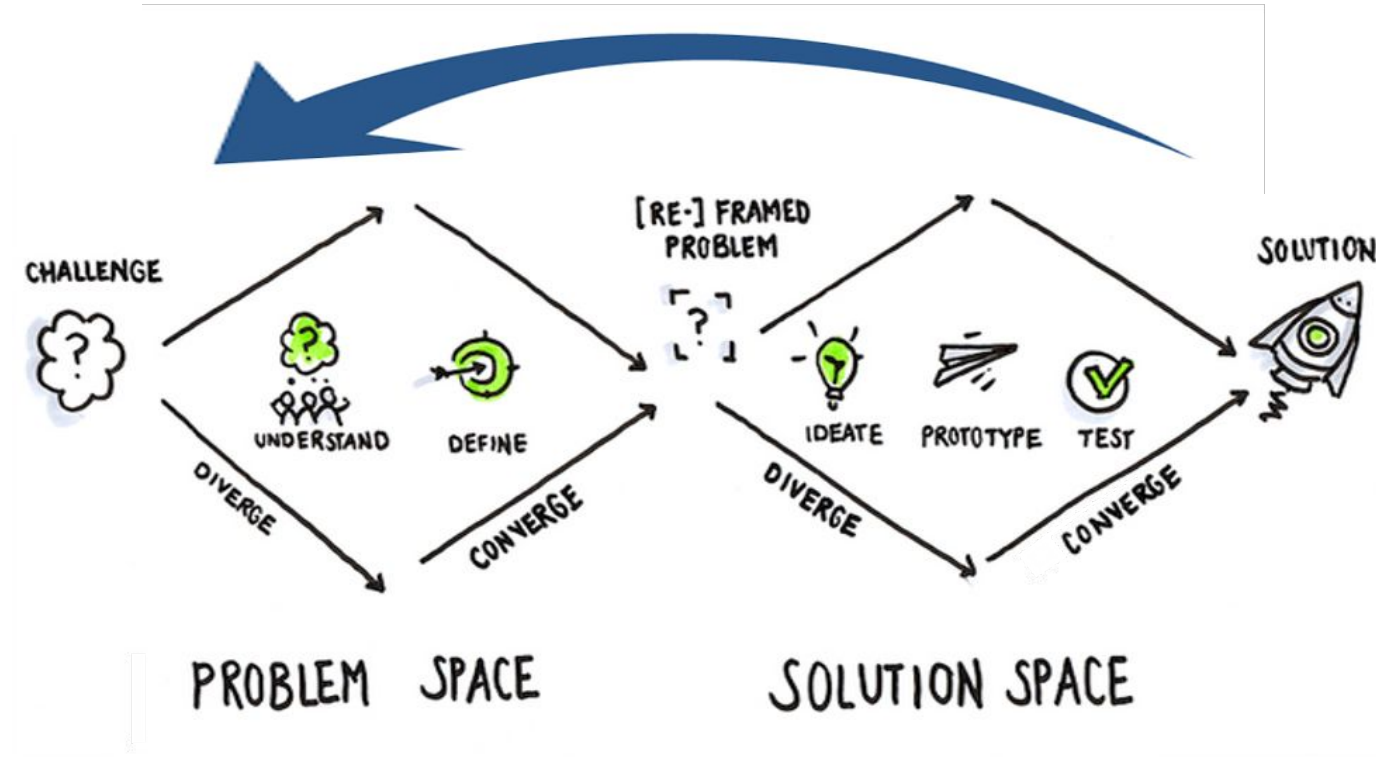 [RE-] FRAMED
PROBLEM
CHALLENGE
SOLUTION
?
?
?
UNDERSTAND
DEFINE
IDEATE
PROTOTYPE
TEST
DIVERGE
CONVERGE
DIVERGE
CONVERGE
PROBLEM SPACE
SOLUTION SPACE